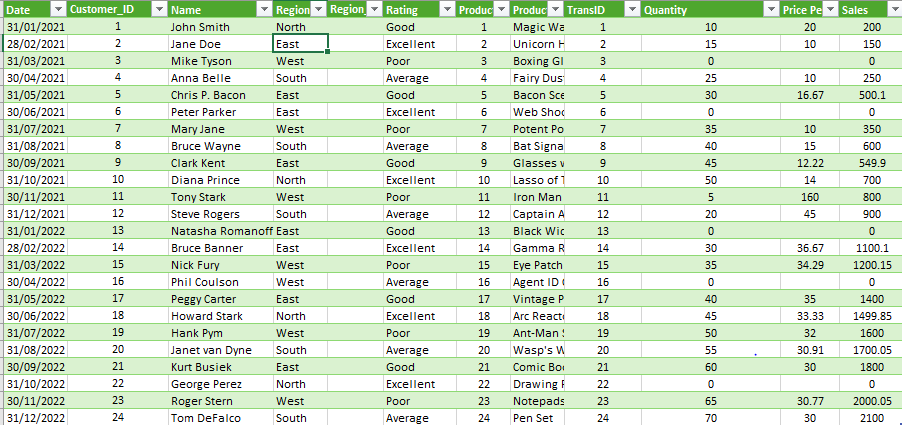 Date Customer_ID Name Region Region Rating Produc Produc TransID Quantity Price Pe Sales
31/01/2021 1 John Smith North Good 1 Magic Wa 1 10 20 200
28/02/2021 2 Jane Doe East Excellent 2 Unicorn H 2 15 10 150
31/03/2021 3 Mike Tyson West Poor 3 Boxing Gl 3 0 0
30/04/2021 4 Anna Belle South Average 4 Fairy Dus 4 25 10 250
31/05/2021 5 Chris P. Bacon East Good 5 Bacon Sce 5 30 16.67 500.1
30/06/2021 6 Peter Parker East Excellent 6 Web Shoo 6 0 0
31/07/2021 7 Mary Jane West Poor 7 Potent Po 7 35 10 350
31/08/2021 8 Bruce Wayne South Average 8 Bat Signa 8 40 15 600
30/09/2021 9 Clark Kent East Good 9 Glasses w 9 45 12.22 549.9
31/10/2021 10 Diana Prince North Excellent 10 Lasso of T 10 50 14 700
30/11/2021 11 Tony Stark West Poor 11 Iron Man 11 5 160 800
31/12/2021 12 Steve Rogers South Average 12 Captain A 12 20 45 900
31/01/2022 13 Natasha Romanoff East Good 13 Black Wid 13 0 0
28/02/2022 14 Bruce Banner East Excellent 14 Gamma R 14 30 36.67 1100.1
31/03/2022 15 Nick Fury West Poor 15 Eye Patch 15 35 34.29 1200.15
30/04/2022 16 Phil Coulson West Average 16 Agent ID 16 0 0
31/05/2022 17 Peggy Carter East Good 17 Vintage P 17 40 35 1400
30/06/2022 18 Howard Stark North Excellent 18 Arc React 18 45 33.33 1499.85
31/07/2022 19 Hank Pym West Poor 19 Ant-Man S 19 50 32 1600
31/08/2022 20 Janet van Dyne South Average 20 Wasp's W 20 55 30.91 1700.05
30/09/2022 21 Kurt Busiek East Good 21 Comic Boo 21 60 30 1800
31/10/2022 22 George Perez North Excellent 22 Drawing P 22 0 0
30/11/2022 23 Roger Stern West Poor 23 Notepads 23 65 30.77 2000.05
31/12/2022 24 Tom DeFalco South Average 24 Pen Set 24 70 30 2100